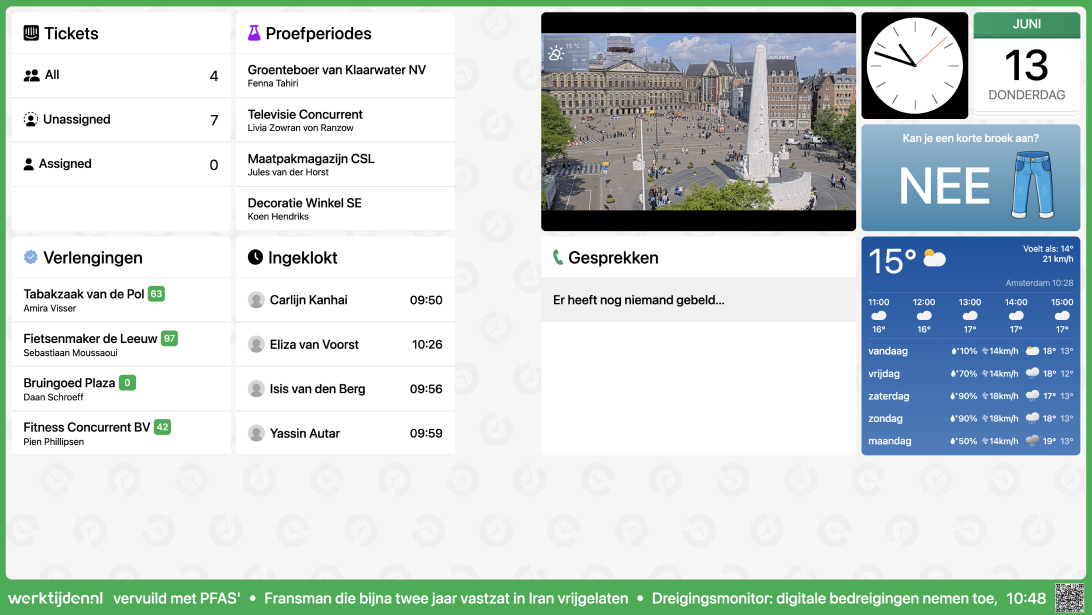 Tickets
All 4
Unassigned 7
Assigned 0
Proefperiodes
Groenteboer van Klaarwater NV
Fenna Tahiri
Televisie Concurrent
Livia Zowran von Ranzow
Maatpakmagazijn CSL
Jules van der Horst
Decoratie Winkel SE
Koen Hendriks
15 °C
JUNI
13
DONDERDAG
Kan je een korte broek aan?
NEE
Verlengingen
Tabakzaak van de Pol 63
Amira Visser
Fietsenmaker de Leeuw 97
Sebastiaan Moussaoui
Bruingoed Plaza 0
Daan Schroeff
Fitness Concurrent BV 42
Pien Phillipsen
Ingeklokt
Carlijn Kanhai 09:50
Eliza van Voorst 10:26
Isis van den Berg 09:56
Yassin Autar 09:59
Gesprekken
Er heeft nog niemand gebeld...
15°
Voelt als: 14°
21 km/h
Amsterdam 10:28
11:00 12:00 13:00 14:00 15:00
16° 16° 17° 17° 17°
vandaag 10% 14km/h 18° 13°
vrijdag 70% 14km/h 18° 12°
zaterdag 90% 18km/h 17° 13°
zondag 90% 18km/h 18° 13°
maandag 50% 14km/h 19° 13°
werktijden.nl vervuild met PFAS' • Fransman die bijna twee jaar vastzat in Iran vrijgelaten • Dreigingsmonitor: digitale bedreigingen nemen toe, 10:48